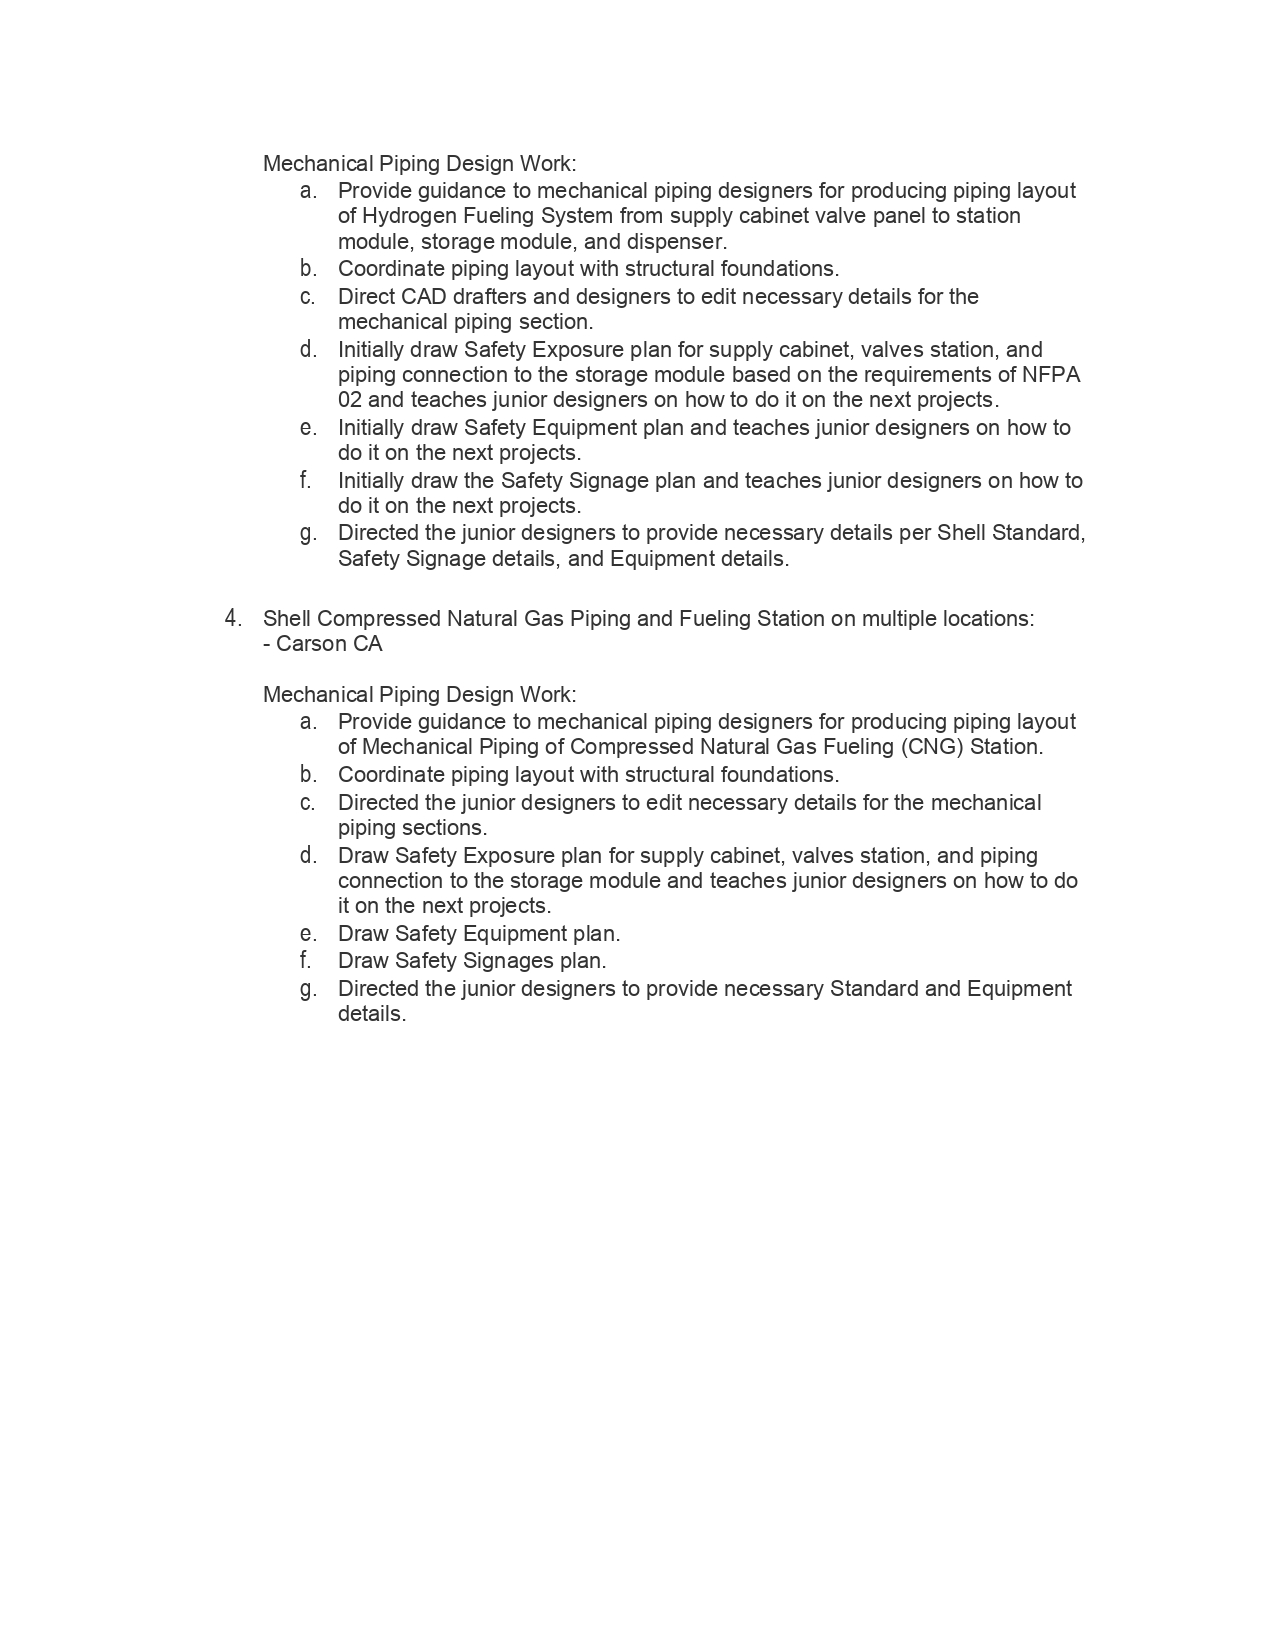 Mechanical Piping Design Work:
a. Provide guidance to mechanical piping designers for producing piping layout
of Hydrogen Fueling System from supply cabinet valve panel to station
module, storage module, and dispenser.
b. Coordinate piping layout with structural foundations.
c. Direct CAD drafters and designers to edit necessary details for the
mechanical piping section.
d. Initially draw Safety Exposure plan for supply cabinet, valves station, and
piping connection to the storage module based on the requirements of NFPA
02 and teaches junior designers on how to do it on the next projects.
e. Initially draw Safety Equipment plan and teaches junior designers on how to
do it on the next projects.
f. Initially draw the Safety Signage plan and teaches junior designers on how to
do it on the next projects.
g. Directed the junior designers to provide necessary details per Shell Standard,
Safety Signage details, and Equipment details.
4. Shell Compressed Natural Gas Piping and Fueling Station on multiple locations:
- Carson CA
Mechanical Piping Design Work:
a. Provide guidance to mechanical piping designers for producing piping layout
of Mechanical Piping of Compressed Natural Gas Fueling (CNG) Station.
b. Coordinate piping layout with structural foundations.
c. Directed the junior designers to edit necessary details for the mechanical
piping sections.
d. Draw Safety Exposure plan for supply cabinet, valves station, and piping
connection to the storage module and teaches junior designers on how to do
it on the next projects.
e. Draw Safety Equipment plan.
f. Draw Safety Signages plan.
g. Directed the junior designers to provide necessary Standard and Equipment
details.